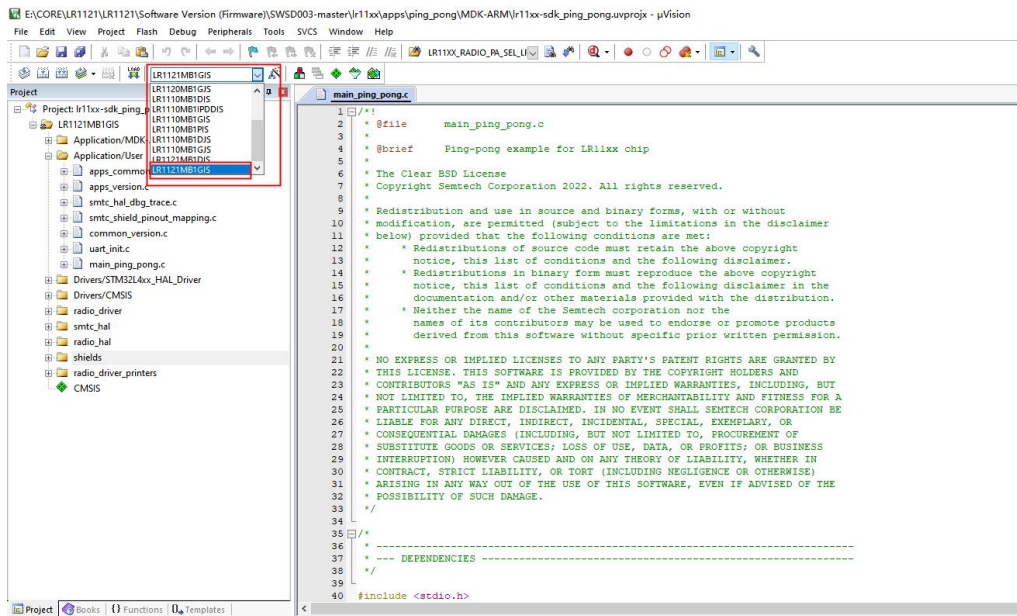 E:\CORE\LR1121\LR1121\Software Version (Firmware)\SWSD003-master\lr11xx\apps\ping_pong\MDK-ARM\lr11xx-sdk_ping_pong.uvprojx - µVision
File Edit View Project Flash Debug Peripherals Tools SVCS Window Help
LR11XX_RADIO_PA_SEL_LF
LOAD
LR1121MB1GIS
Project
LR1120MB1GJS
LR1110MB1DIS
LR1110MB1PDDIS
LR1110MB1GIS
LR1110MB1PIS
LR1110MB1DJS
LR1110MB1GJS
LR1121MB1DIS
LR1121MB1GIS
Project: lr11xx-sdk_ping_p
LR1121MB1GIS
Application/MDK-
Application/User
apps_common
apps_version.c
smtc_hal_dbg_trace.c
smtc_shield_pinout_mapping.c
common_version.c
uart_init.c
main_ping_pong.c
Drivers/STM32L4xx_HAL_Driver
Drivers/CMSIS
radio_driver
smtc_hal
radio_hal
shields
radio_driver_printers
CMSIS
Project Books {} Functions Templates
main_ping_pong.c
1 /*!
2 * @file main_ping_pong.c
3 *
4 * @brief Ping-pong example for LR11xx chip
5 *
6 * The Clear BSD License
7 * Copyright Semtech Corporation 2022. All rights reserved.
8 *
9 * Redistribution and use in source and binary forms, with or without
10 * modification, are permitted (subject to the limitations in the disclaimer
11 * below) provided that the following conditions are met:
12 * * Redistributions of source code must retain the above copyright
13 * notice, this list of conditions and the following disclaimer.
14 * * Redistributions in binary form must reproduce the above copyright
15 * notice, this list of conditions and the following disclaimer in the
16 * documentation and/or other materials provided with the distribution.
17 * * Neither the name of the Semtech corporation nor the
18 * names of its contributors may be used to endorse or promote products
19 * derived from this software without specific prior written permission.
20 *
21 * NO EXPRESS OR IMPLIED LICENSES TO ANY PARTY'S PATENT RIGHTS ARE GRANTED BY
22 * THIS LICENSE. THIS SOFTWARE IS PROVIDED BY THE COPYRIGHT HOLDERS AND
23 * CONTRIBUTORS "AS IS" AND ANY EXPRESS OR IMPLIED WARRANTIES, INCLUDING, BUT
24 * NOT LIMITED TO, THE IMPLIED WARRANTIES OF MERCHANTABILITY AND FITNESS FOR A
25 * PARTICULAR PURPOSE ARE DISCLAIMED. IN NO EVENT SHALL SEMTECH CORPORATION BE
26 * LIABLE FOR ANY DIRECT, INDIRECT, INCIDENTAL, SPECIAL, EXEMPLARY, OR
27 * CONSEQUENTIAL DAMAGES (INCLUDING, BUT NOT LIMITED TO, PROCUREMENT OF
28 * SUBSTITUTE GOODS OR SERVICES; LOSS OF USE, DATA, OR PROFITS; OR BUSINESS
29 * INTERRUPTION) HOWEVER CAUSED AND ON ANY THEORY OF LIABILITY, WHETHER IN
30 * CONTRACT, STRICT LIABILITY, OR TORT (INCLUDING NEGLIGENCE OR OTHERWISE)
31 * ARISING IN ANY WAY OUT OF THE USE OF THIS SOFTWARE, EVEN IF ADVISED OF THE
32 * POSSIBILITY OF SUCH DAMAGE.
33 */
34
35 /*
36 * -----------------------------------------------------------------------------
37 * --- DEPENDENCIES ------------------------------------------------------------
38 */
39
40 #include <stdio.h>